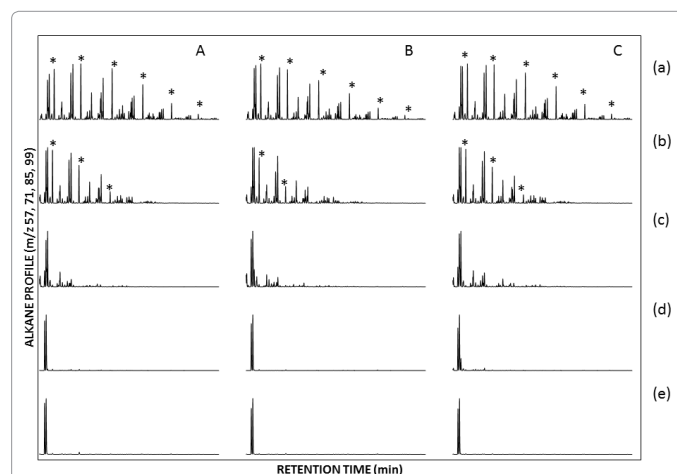 A B C
(a)
* * * * * *
* * * * * *
* * * * * *
(b)
* * *
* * *
* * *
(c)
(d)
(e)
ALKANE PROFILE (m/z 57, 71, 85, 99)
RETENTION TIME (min)